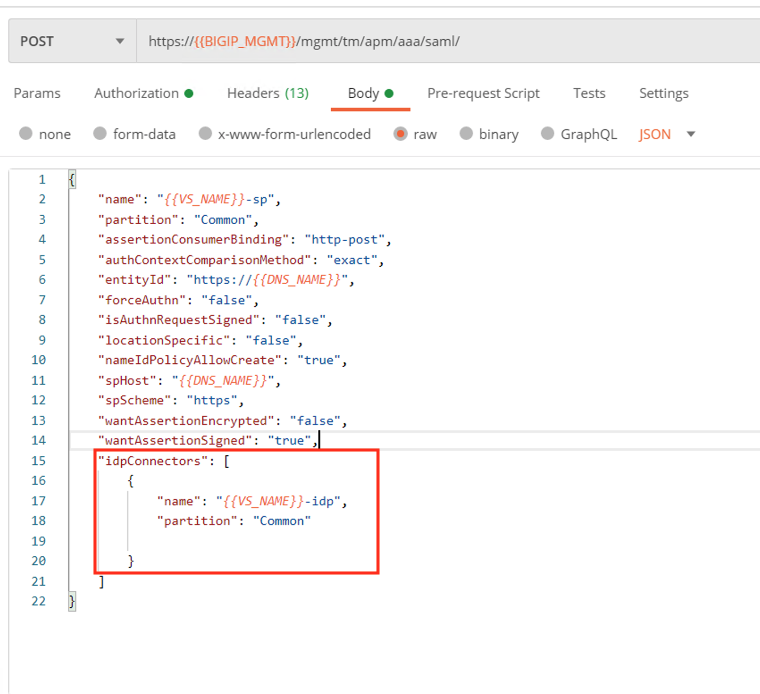 POST https://{{BIGIP_MGMT}}/mgmt/tm/apm/aaa/saml/
Params Authorization Headers (13) Body Pre-request Script Tests Settings
none form-data x-www-form-urlencoded raw binary GraphQL JSON
1 {
2 "name": "{{VS_NAME}}-sp",
3 "partition": "Common",
4 "assertionConsumerBinding": "http-post",
5 "authContextComparisonMethod": "exact",
6 "entityId": "https://{{DNS_NAME}}",
7 "forceAuthn": "false",
8 "isAuthnRequestSigned": "false",
9 "locationSpecific": "false",
10 "nameIdPolicyAllowCreate": "true",
11 "spHost": "{{DNS_NAME}}",
12 "spScheme": "https",
13 "wantAssertionEncrypted": "false",
14 "wantAssertionSigned": "true",
15 "idpConnectors": [
16 {
17 "name": "{{VS_NAME}}-idp",
18 "partition": "Common"
19
20 }
21 ]
22 }